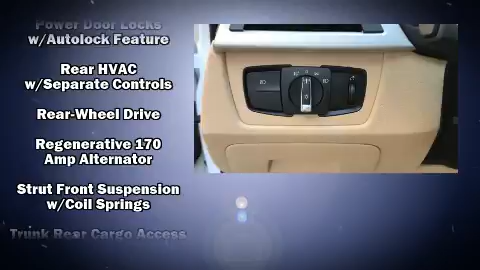 Power Door Locks
w/Autolock Feature
Rear HVAC
w/Separate Controls
Rear-Wheel Drive
Regenerative 170
Amp Alternator
Strut Front Suspension
w/Coil Springs
Trunk Rear Cargo Access